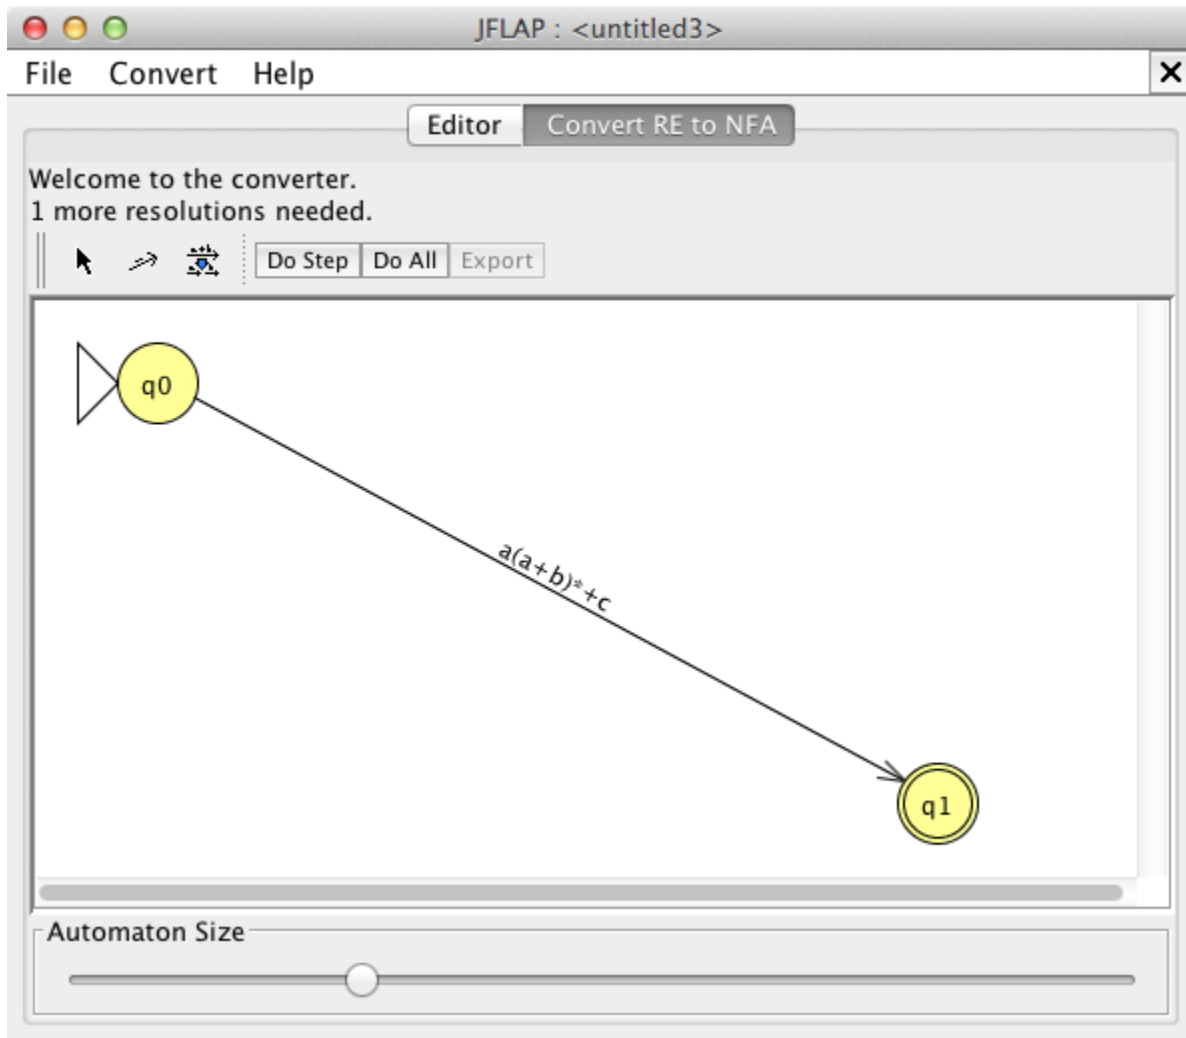 JFLAP : <untitled3>
File Convert Help
Editor Convert RE to NFA
Welcome to the converter.
1 more resolutions needed.
Do Step Do All Export
q0
a(a+b)*+c
q1
Automaton Size